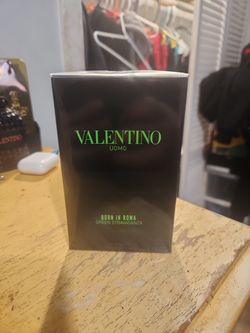 VALENTINO
UOMO
BORN IN ROMA
GREEN STRAVAGANZA